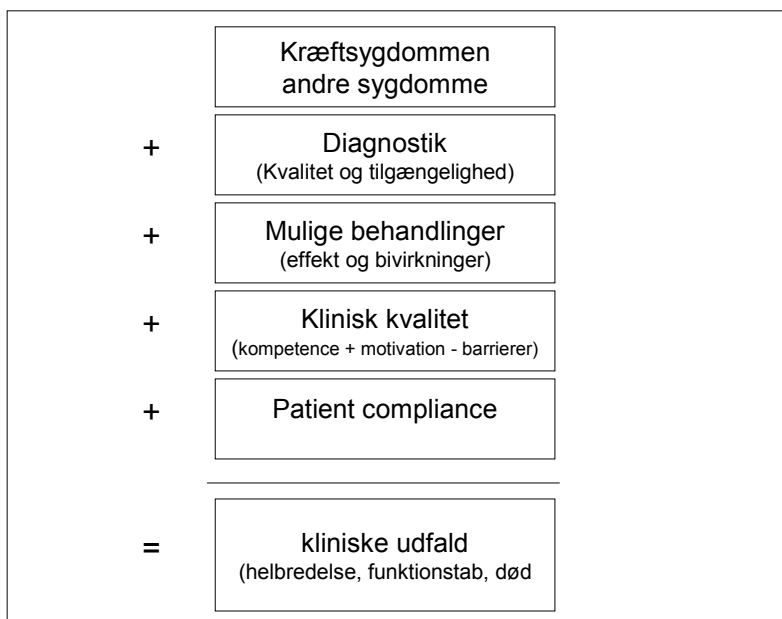 Kræftsygdommen
andre sygdomme
+ Diagnostik
(Kvalitet og tilgængelighed)
+ Mulige behandlinger
(effekt og bivirkninger)
+ Klinisk kvalitet
(kompetence + motivation - barrierer)
+ Patient compliance
= kliniske udfald
(helbredelse, funktionstab, død